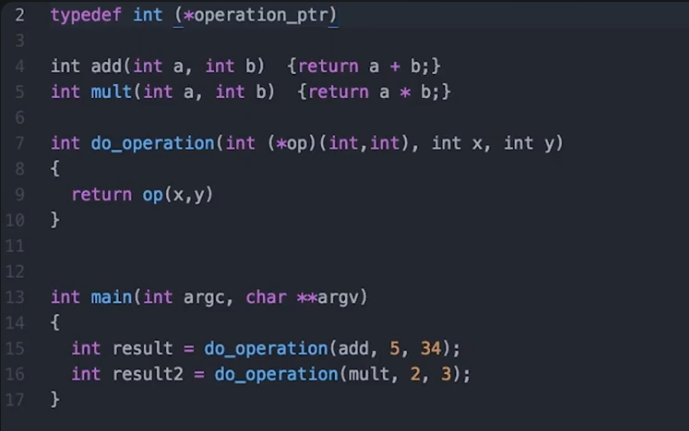 2 typedef int (*operation_ptr)
3
4 int add(int a, int b)  {return a + b;}
5 int mult(int a, int b)  {return a * b;}
6
7 int do_operation(int (*op)(int,int), int x, int y)
8 {
9   return op(x,y)
10 }
11
12
13 int main(int argc, char **argv)
14 {
15   int result = do_operation(add, 5, 34);
16   int result2 = do_operation(mult, 2, 3);
17 }